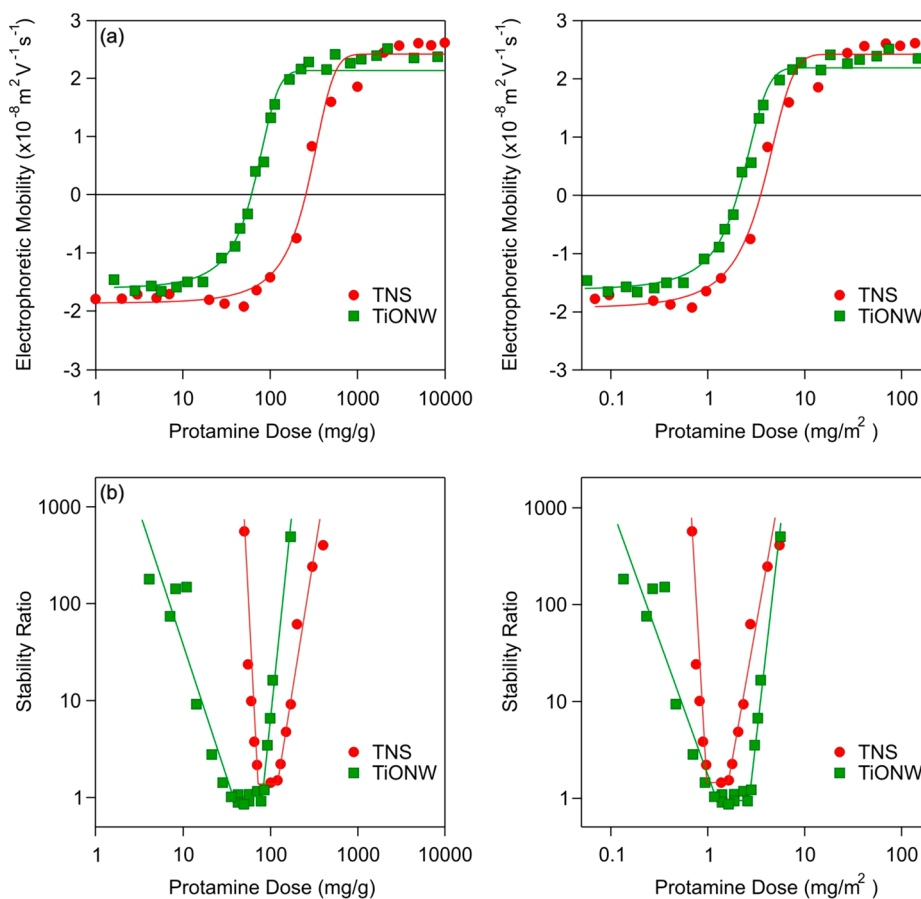 (a)
Electrophoretic Mobility (x10⁻⁸ m² V⁻¹ s⁻¹)
3
2
1
0
-1
-2
-3
TNS
TiONW
1
10
100
1000
10000
Protamine Dose (mg/g)
Electrophoretic Mobility (x10⁻⁸ m² V⁻¹ s⁻¹)
3
2
1
0
-1
-2
-3
TNS
TiONW
0.1
1
10
100
Protamine Dose (mg/m²)
(b)
Stability Ratio
1000
100
10
1
TNS
TiONW
1
10
100
1000
10000
Protamine Dose (mg/g)
Stability Ratio
1000
100
10
1
TNS
TiONW
0.1
1
10
100
Protamine Dose (mg/m²)